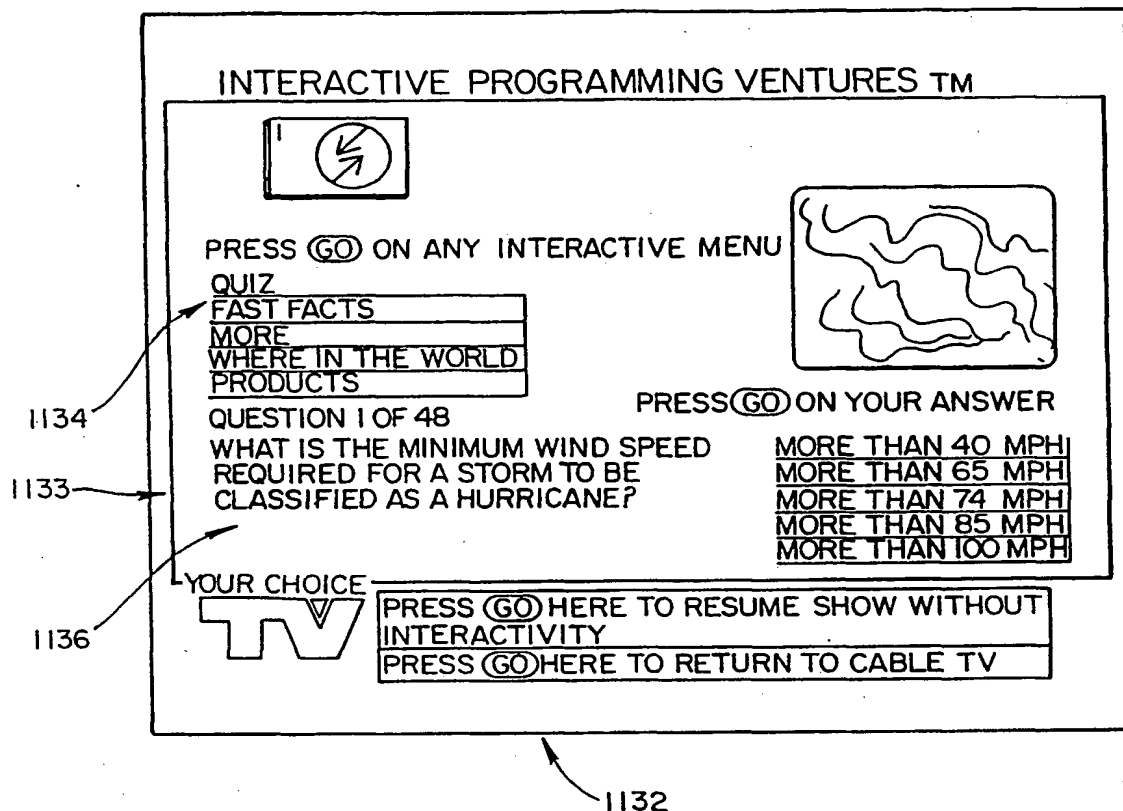 INTERACTIVE PROGRAMMING VENTURES TM
PRESS GO ON ANY INTERACTIVE MENU
QUIZ
FAST FACTS
MORE
WHERE IN THE WORLD
PRODUCTS
1134
QUESTION 1 OF 48
WHAT IS THE MINIMUM WIND SPEED
REQUIRED FOR A STORM TO BE
CLASSIFIED AS A HURRICANE?
1133
PRESS GO ON YOUR ANSWER
MORE THAN 40 MPH
MORE THAN 65 MPH
MORE THAN 74 MPH
MORE THAN 85 MPH
MORE THAN 100 MPH
YOUR CHOICE
TV
1136
PRESS GO HERE TO RESUME SHOW WITHOUT
INTERACTIVITY
PRESS GO HERE TO RETURN TO CABLE TV
1132